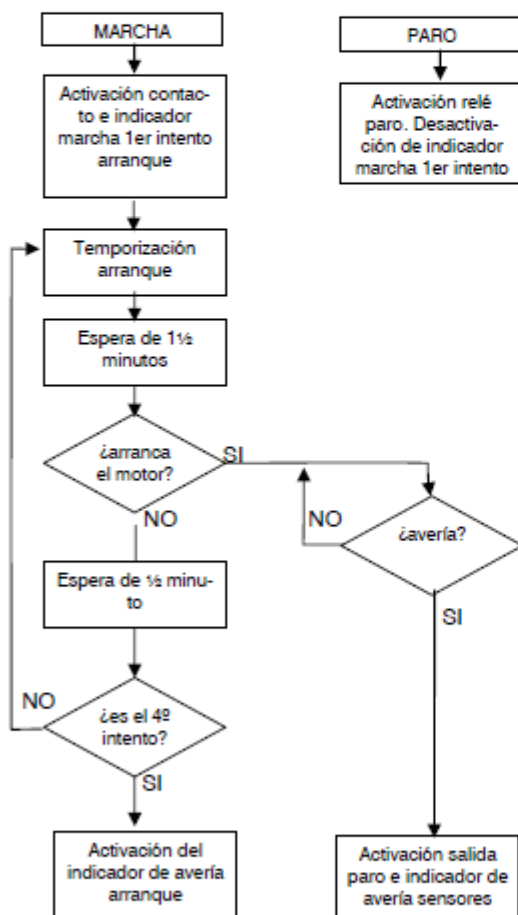 MARCHA
Activación contac-
to e indicador
marcha 1er intento
arranque
Temporización
arranque
Espera de 1½
minutos
¿arranca
el motor?
SI
NO
Espera de ½ minu-
to
¿es el 4º
intento?
NO
SI
Activación del
indicador de avería
arranque
PARO
Activación relé
paro. Desactiva-
ción de indicador
marcha 1er intento
¿avería?
NO
SI
Activación salida
paro e indicador de
avería sensores